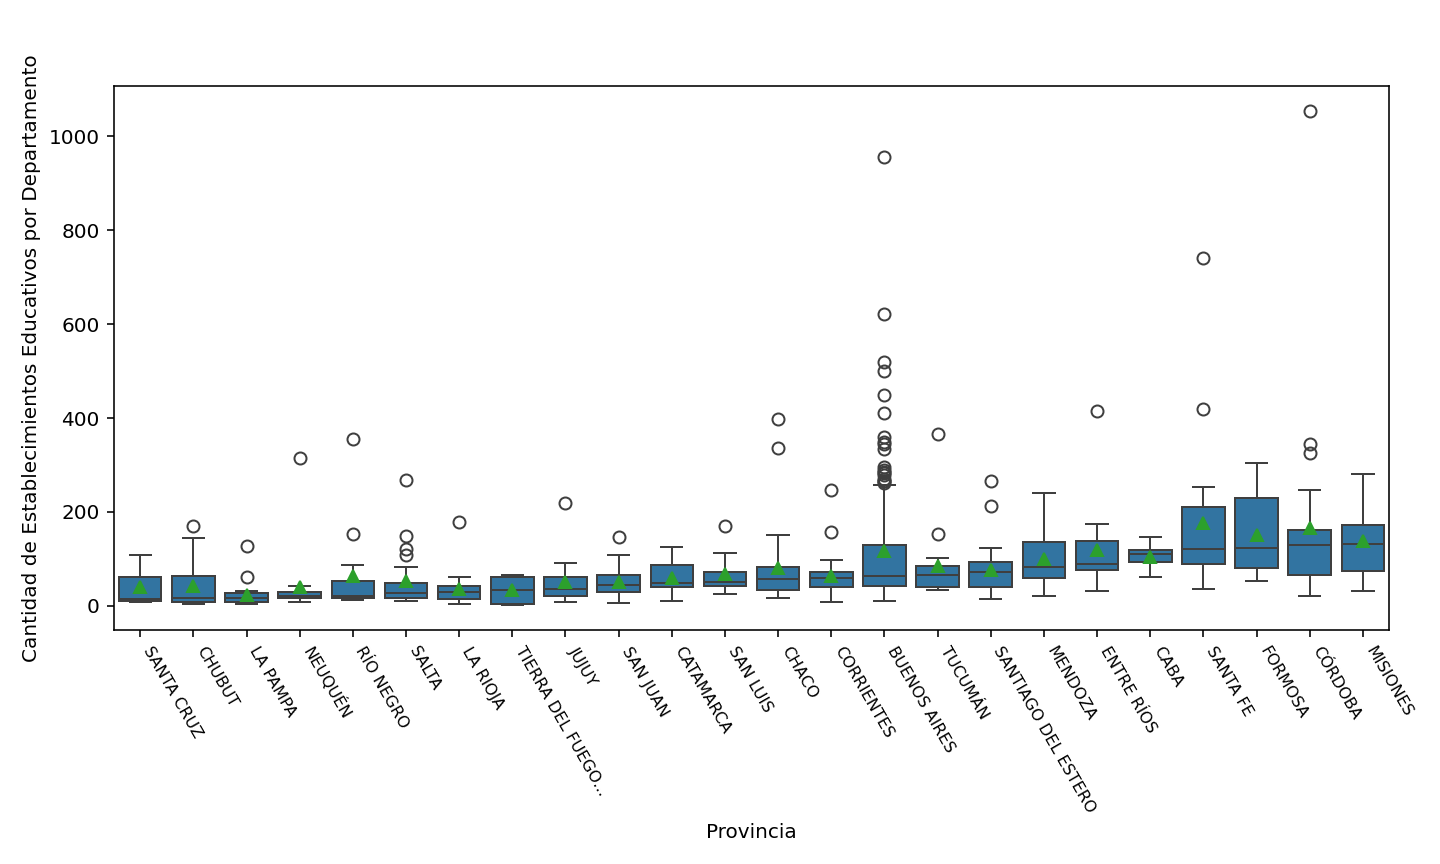 Cantidad de Establecimientos Educativos por Departamento
1000
800
600
400
200
0
SANTA CRUZ
CHUBUT
LA PAMPA
NEUQUÉN
RÍO NEGRO
SALTA
LA RIOJA
TIERRA DEL FUEGO...
JUJUY
SAN JUAN
CATAMARCA
SAN LUIS
CHACO
CORRIENTES
BUENOS AIRES
TUCUMÁN
SANTIAGO DEL ESTERO
MENDOZA
ENTRE RÍOS
CABA
SANTA FE
FORMOSA
CÓRDOBA
MISIONES
Provincia